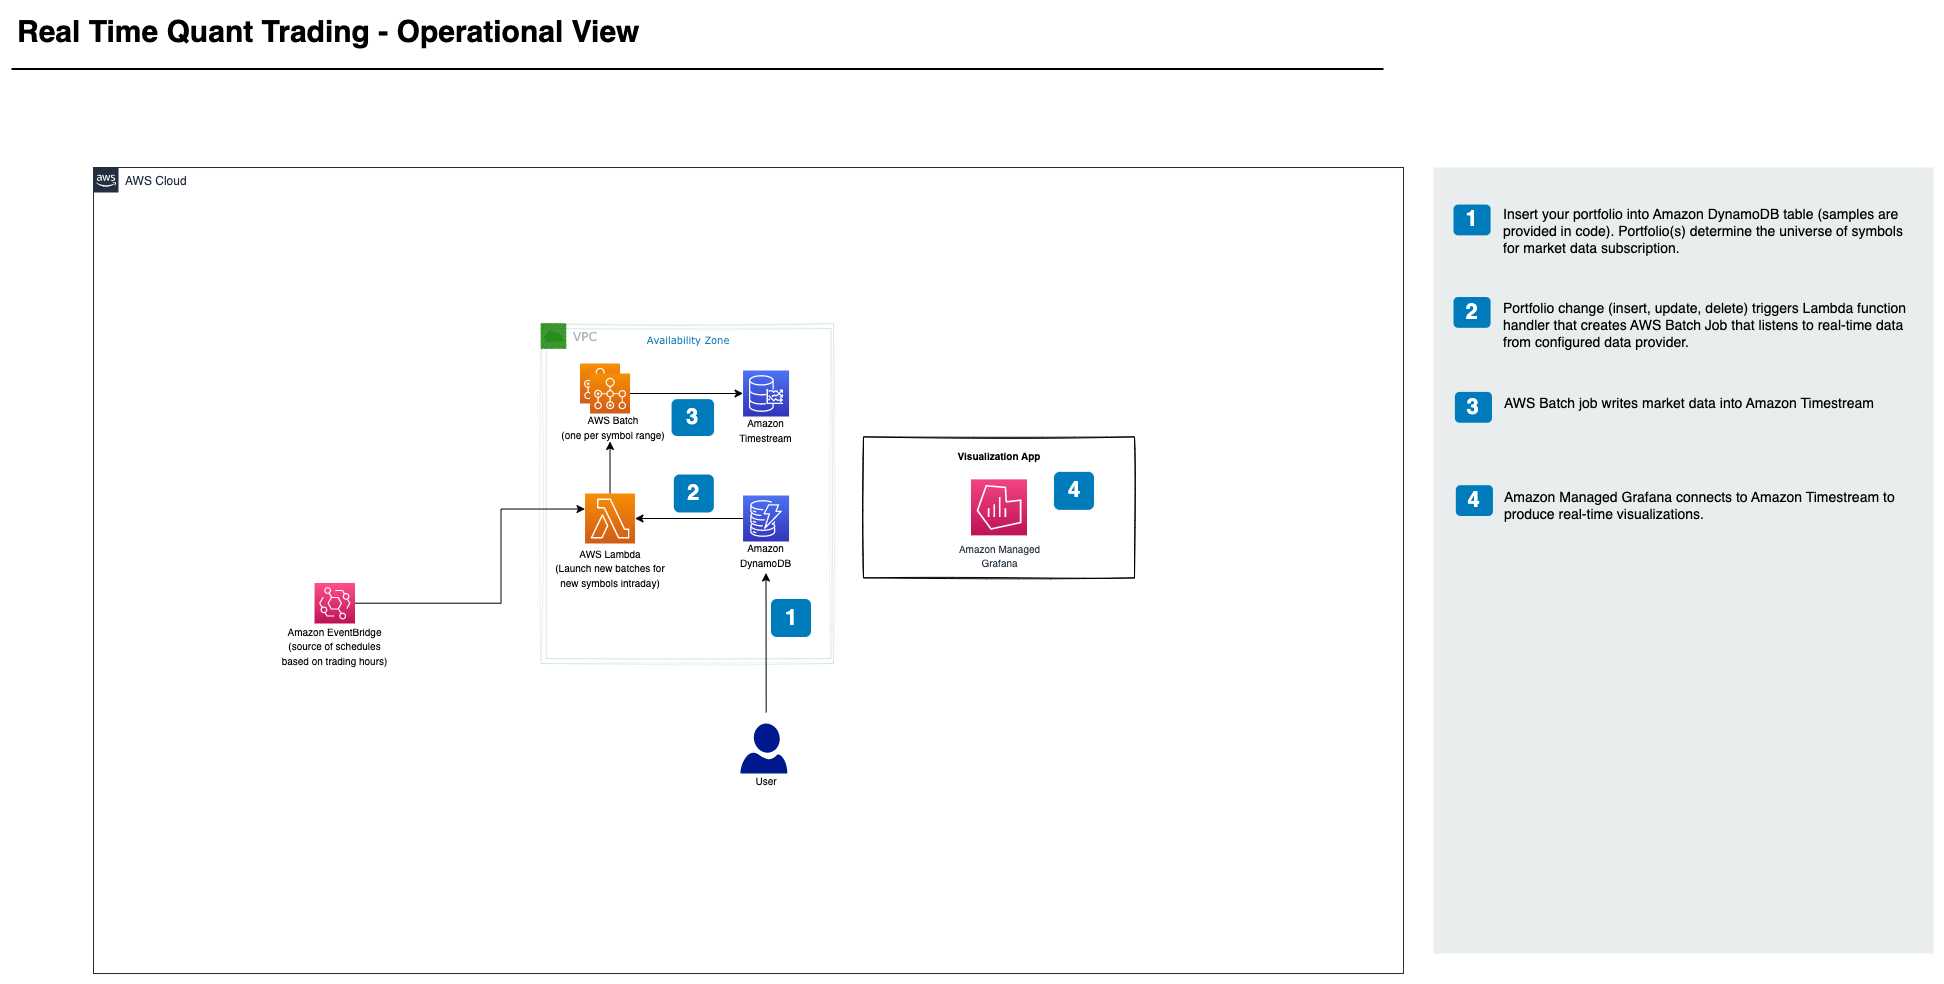 Real Time Quant Trading - Operational View
aws
AWS Cloud
VPC
Availability Zone
AWS Batch
(one per symbol range)
3
Amazon
Timestream
2
AWS Lambda
(Launch new batches for
new symbols intraday)
Amazon
DynamoDB
1
Amazon EventBridge
(source of schedules
based on trading hours)
User
Visualization App
4
Amazon Managed
Grafana
1
Insert your portfolio into Amazon DynamoDB table (samples are
provided in code). Portfolio(s) determine the universe of symbols
for market data subscription.
2
Portfolio change (insert, update, delete) triggers Lambda function
handler that creates AWS Batch Job that listens to real-time data
from configured data provider.
3
AWS Batch job writes market data into Amazon Timestream
4
Amazon Managed Grafana connects to Amazon Timestream to
produce real-time visualizations.